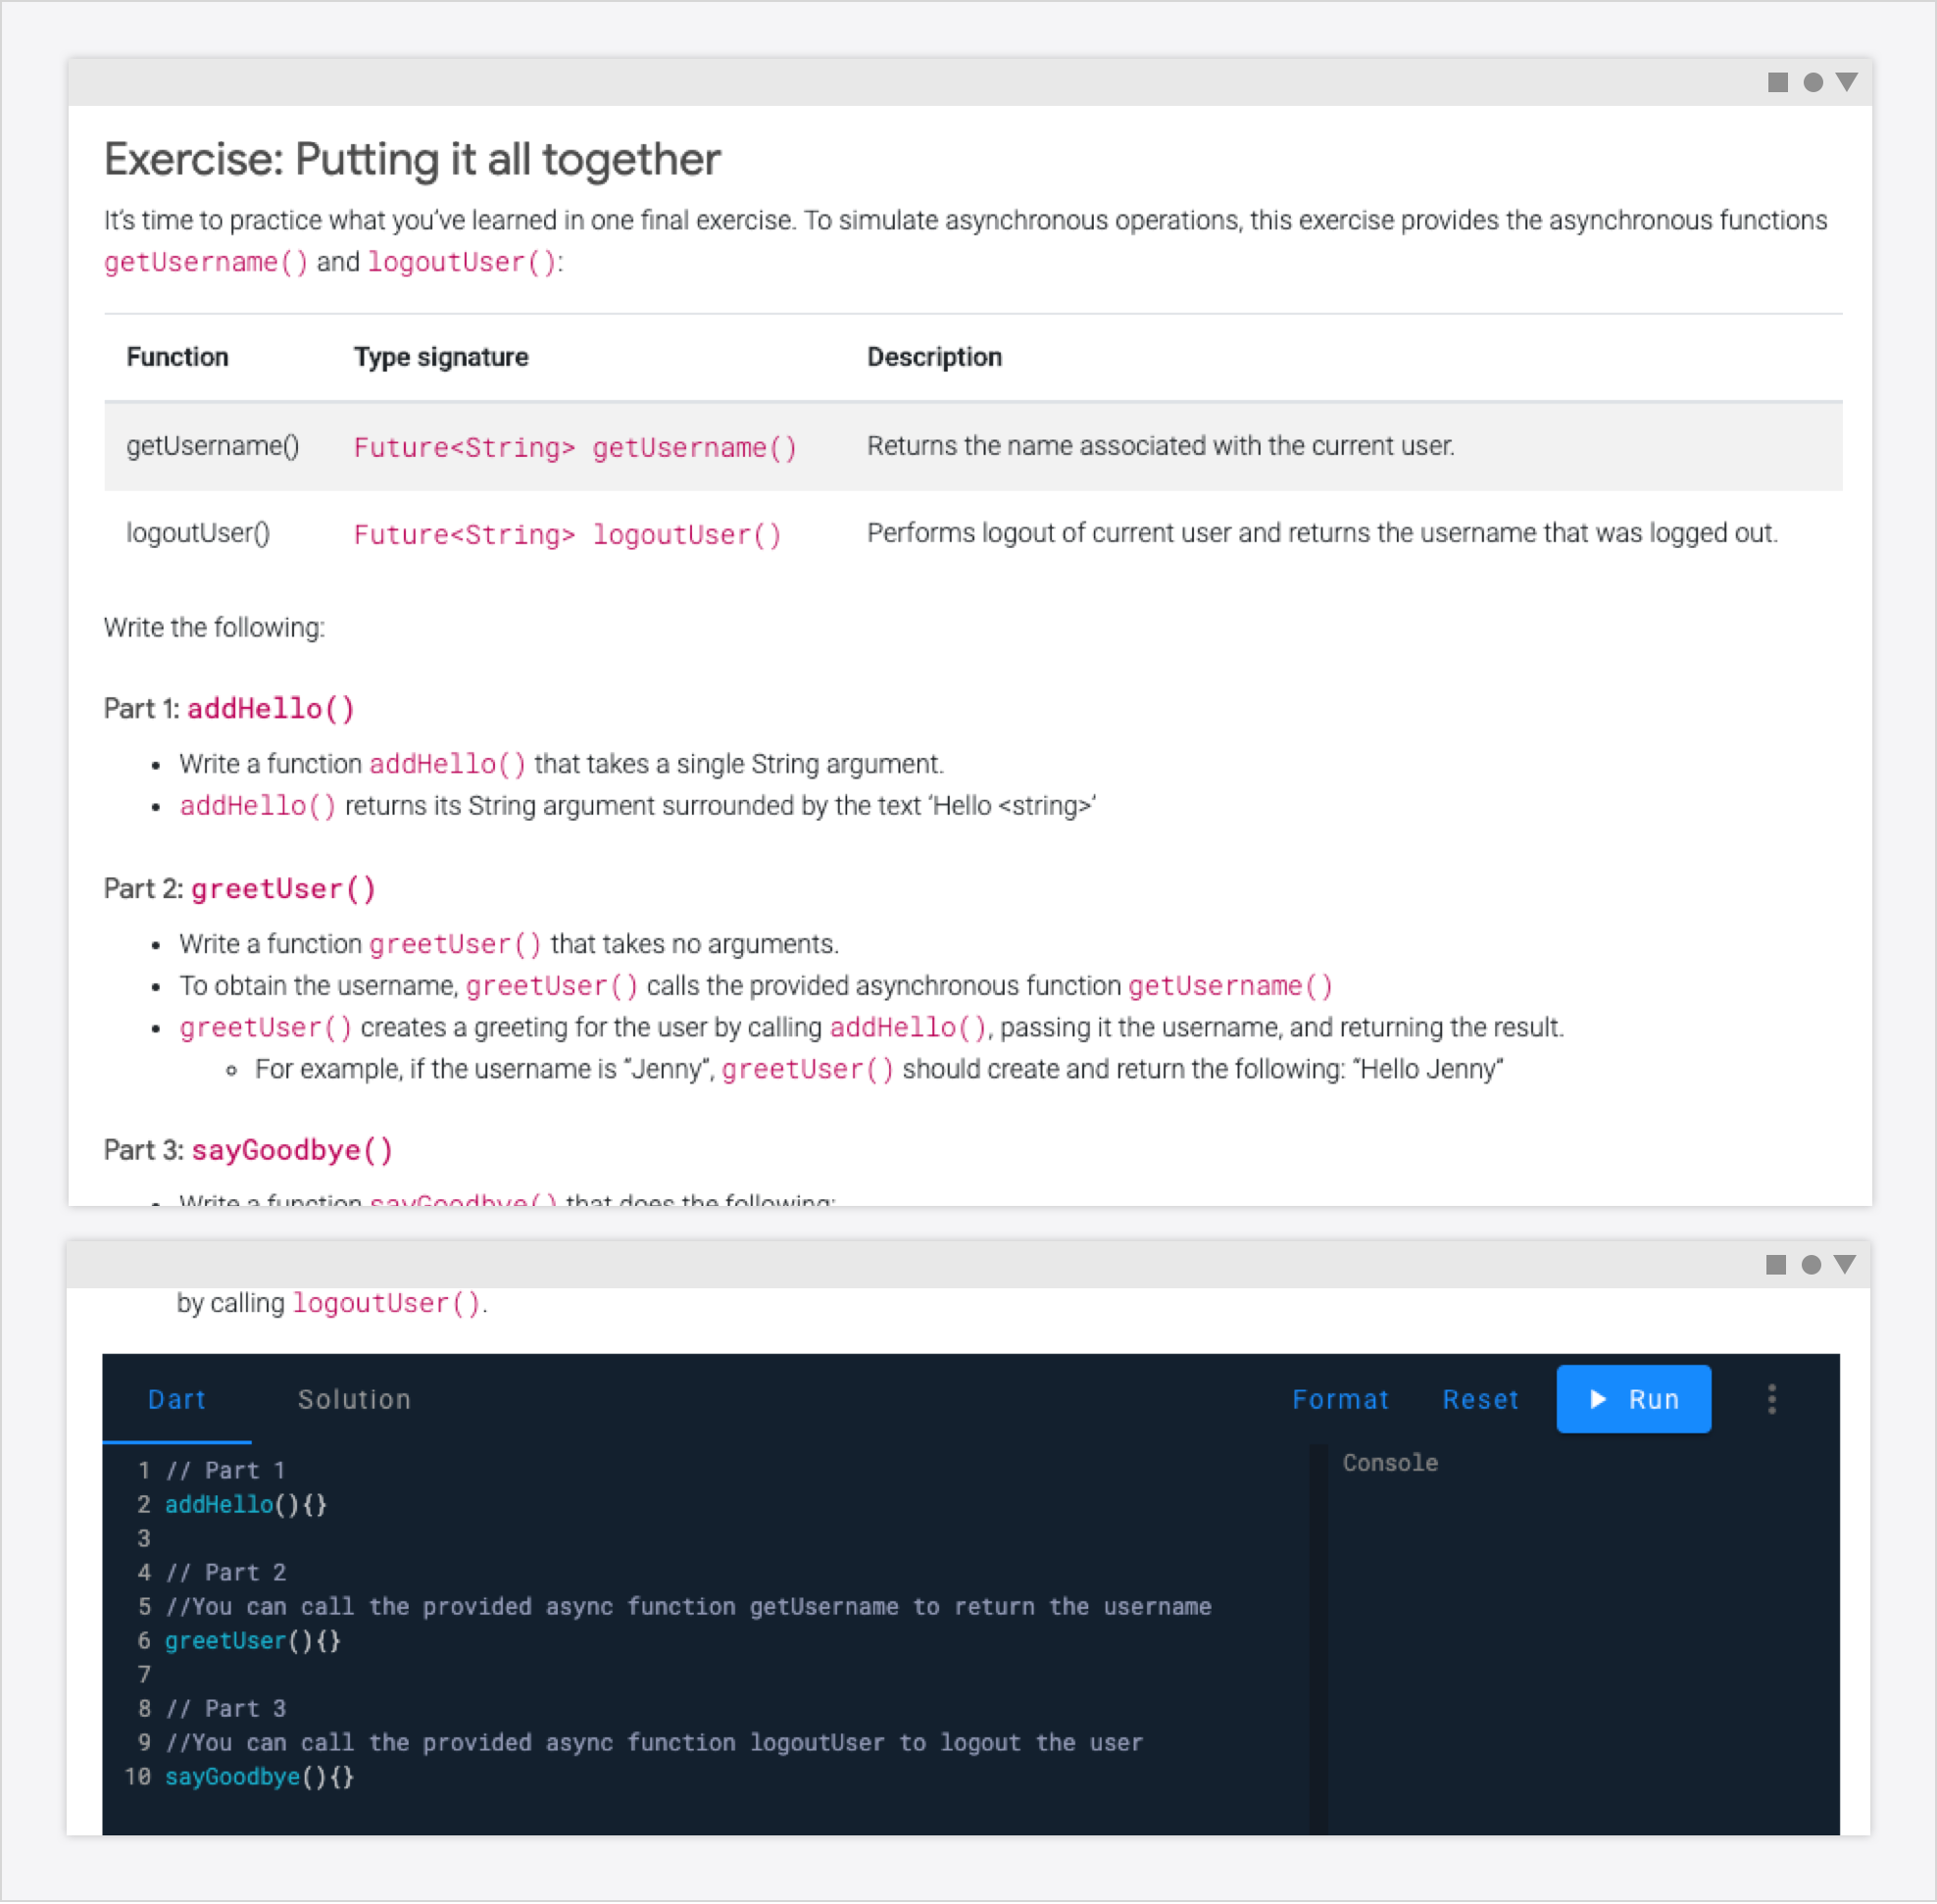 Exercise: Putting it all together
It’s time to practice what you’ve learned in one final exercise. To simulate asynchronous operations, this exercise provides the asynchronous functions
getUsername() and logoutUser():
Function Type signature Description
getUsername() Future<String> getUsername() Returns the name associated with the current user.
logoutUser() Future<String> logoutUser() Performs logout of current user and returns the username that was logged out.
Write the following:
Part 1: addHello()
• Write a function addHello() that takes a single String argument.
• addHello() returns its String argument surrounded by the text ‘Hello <string>’
Part 2: greetUser()
• Write a function greetUser() that takes no arguments.
• To obtain the username, greetUser() calls the provided asynchronous function getUsername()
• greetUser() creates a greeting for the user by calling addHello(), passing it the username, and returning the result.
◦ For example, if the username is “Jenny”, greetUser() should create and return the following: “Hello Jenny”
Part 3: sayGoodbye()
• Write a function sayGoodbye() that does the following:
by calling logoutUser().
Dart Solution Format Reset Run
Console
1 // Part 1
2 addHello(){}
3
4 // Part 2
5 //You can call the provided async function getUsername to return the username
6 greetUser(){}
7
8 // Part 3
9 //You can call the provided async function logoutUser to logout the user
10 sayGoodbye(){}